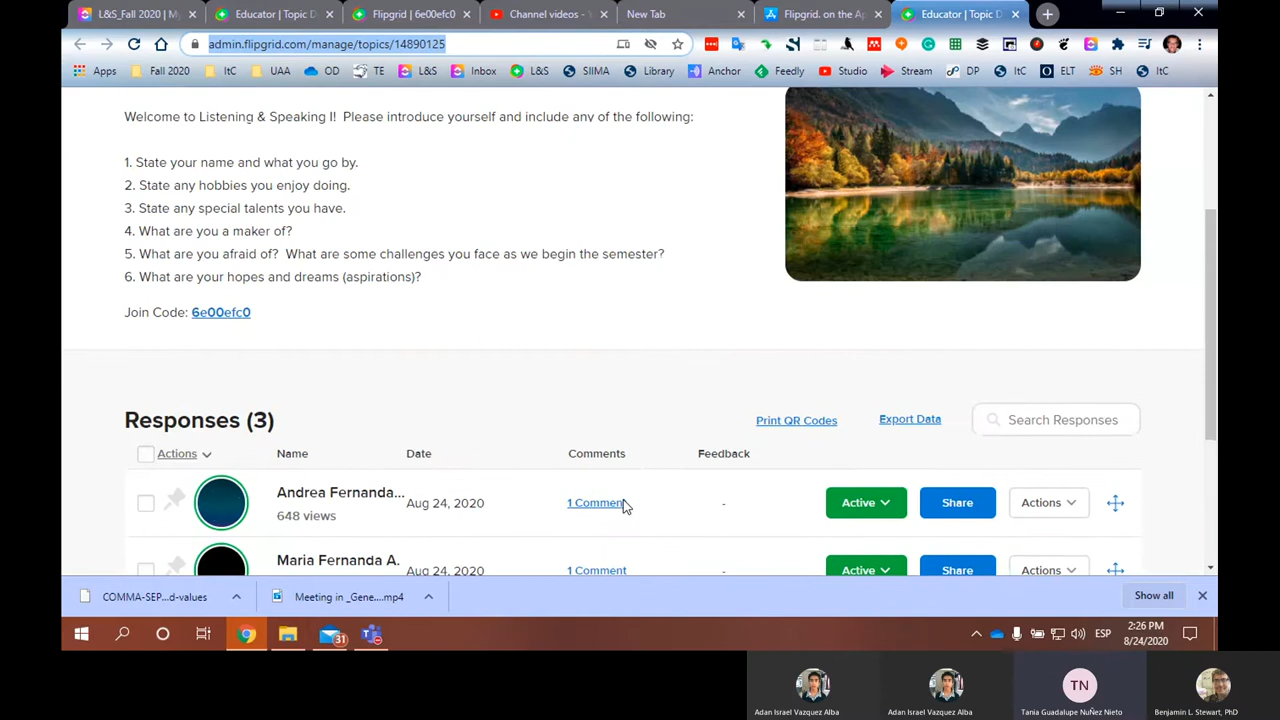 L&S_Fall 2020 | M
Educator | Topic D
Flipgrid | 6e00efc0
Channel videos - Y
New Tab
Flipgrid. on the A
Educator | Topic D
admin.flipgrid.com/manage/topics/14890125
Apps Fall 2020 ItC UAA OD TE L&S Inbox L&S SIIMA Library Anchor Feedly Studio Stream DP ItC ELT SH ItC
Welcome to Listening & Speaking I! Please introduce yourself and include any of the following:
1. State your name and what you go by.
2. State any hobbies you enjoy doing.
3. State any special talents you have.
4. What are you a maker of?
5. What are you afraid of? What are some challenges you face as we begin the semester?
6. What are your hopes and dreams (aspirations)?
Join Code: 6e00efc0
Responses (3)
Print QR Codes
Export Data
Search Responses
Actions Name Date Comments Feedback
Andrea Fernanda...
648 views
Aug 24, 2020
1 Comment
-
Active
Share
Actions
Maria Fernanda A.
Aug 24, 2020
1 Comment
-
Active
Share
Actions
COMMA-SEP...d-values
Meeting in _Gene....mp4
Show all
31
ESP
2:26 PM
8/24/2020
TN
Adan Israel Vazquez Alba
Adan Israel Vazquez Alba
Tania Guadalupe Nuñez Nieto
Benjamin L. Stewart, PhD